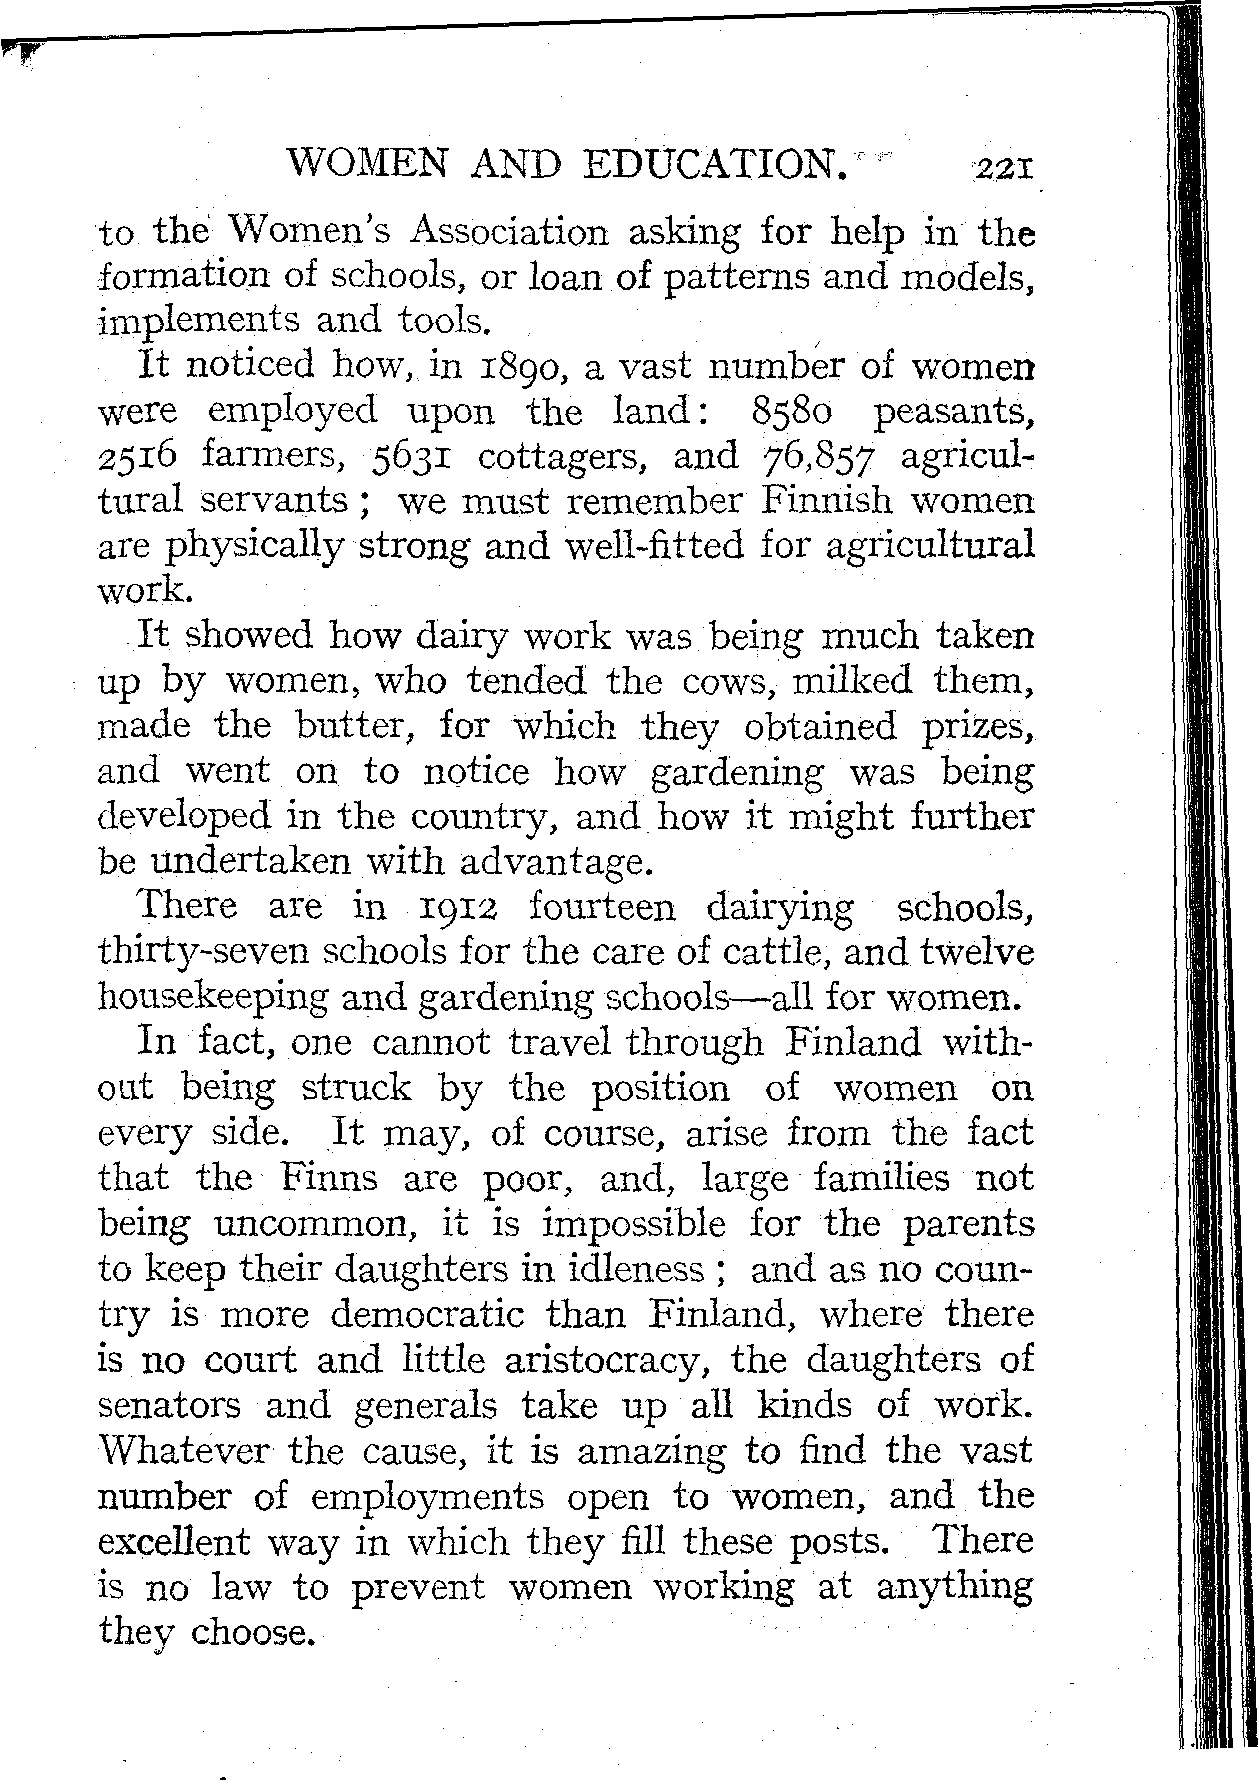 WOMEN AND EDUCATION. 221
to the Women's Association asking for help in the
formation of schools, or loan of patterns and models,
implements and tools.
It noticed how, in 1890, a vast number of women
were employed upon the land: 8580 peasants,
2516 farmers, 5631 cottagers, and 76,857 agricul-
tural servants ; we must remember Finnish women
are physically strong and well-fitted for agricultural
work.
It showed how dairy work was being much taken
up by women, who tended the cows, milked them,
made the butter, for which they obtained prizes,
and went on to notice how gardening was being
developed in the country, and how it might further
be undertaken with advantage.
There are in 1912 fourteen dairying schools,
thirty-seven schools for the care of cattle, and twelve
housekeeping and gardening schools—all for women.
In fact, one cannot travel through Finland with-
out being struck by the position of women on
every side. It may, of course, arise from the fact
that the Finns are poor, and, large families not
being uncommon, it is impossible for the parents
to keep their daughters in idleness ; and as no coun-
try is more democratic than Finland, where there
is no court and little aristocracy, the daughters of
senators and generals take up all kinds of work.
Whatever the cause, it is amazing to find the vast
number of employments open to women, and the
excellent way in which they fill these posts. There
is no law to prevent women working at anything
they choose.